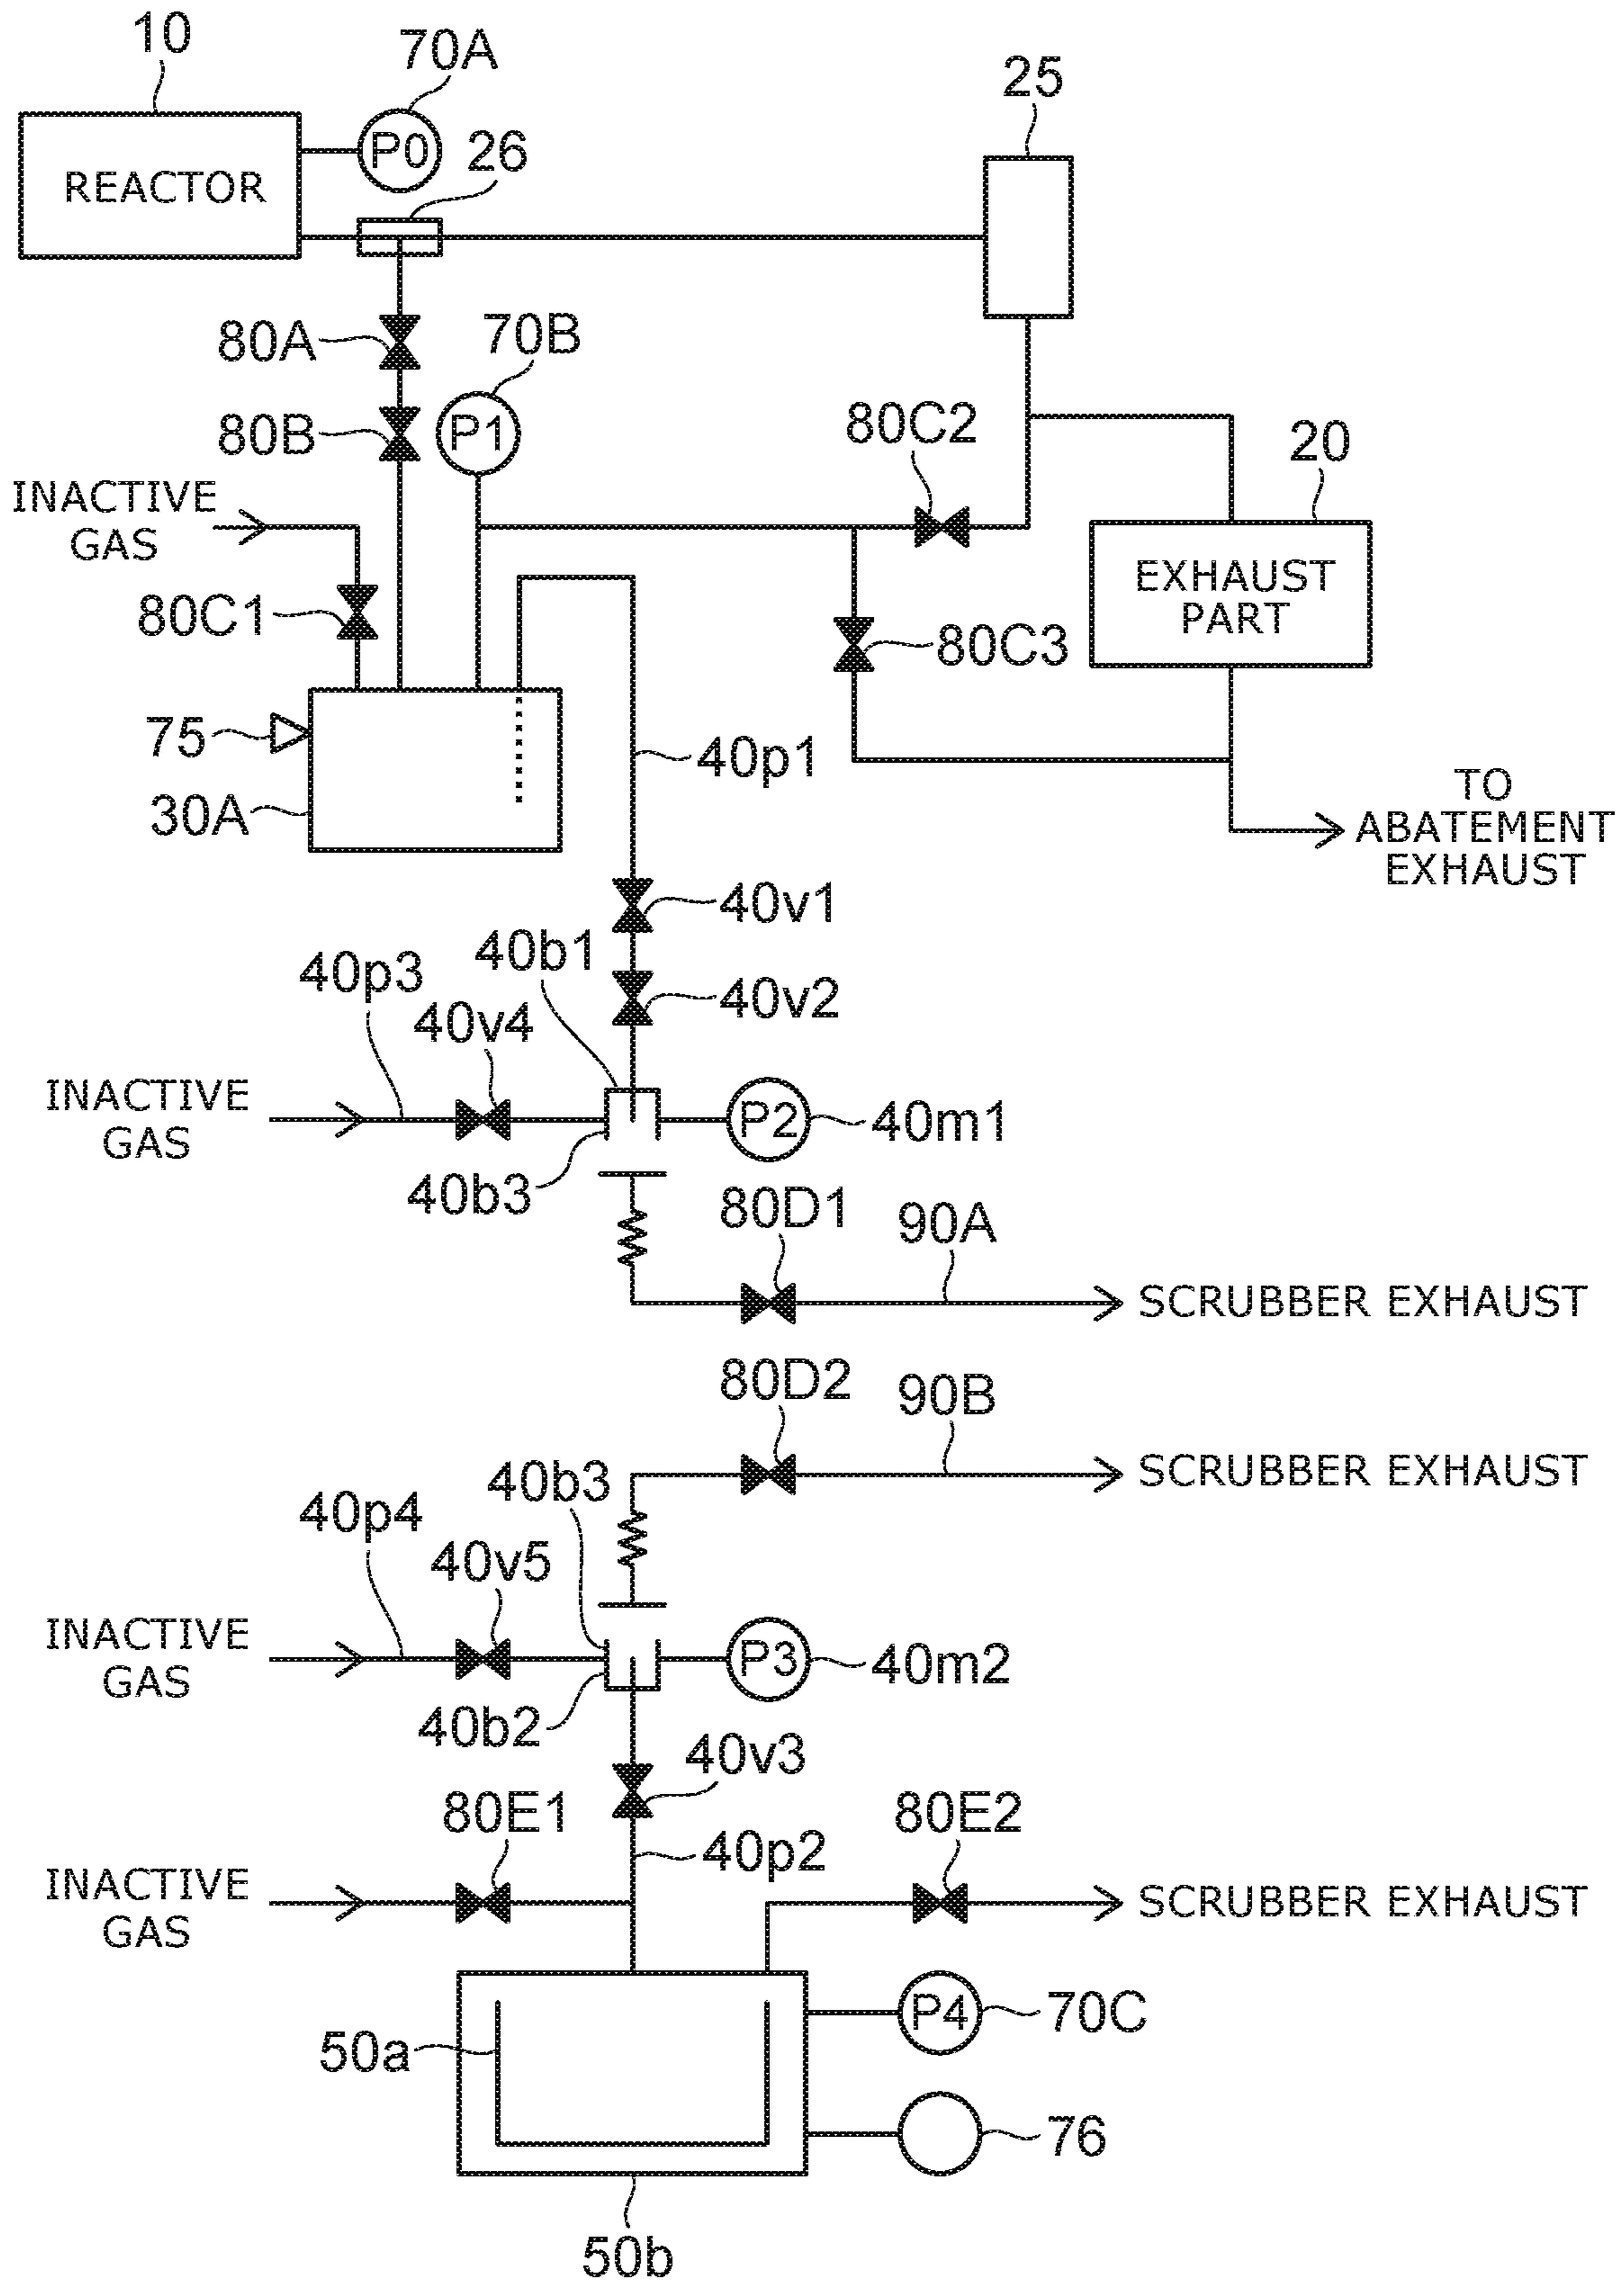 10
70A
25
P0
26
REACTOR
80A
70B
80B
P1
80C2
20
INACTIVE
GAS
EXHAUST
PART
80C1
80C3
75
40p1
30A
TO
ABATEMENT
EXHAUST
40v1
40b1
40p3
40v2
40v4
INACTIVE
GAS
P2
40m1
40b3
80D1
90A
SCRUBBER EXHAUST
80D2
90B
SCRUBBER EXHAUST
40b3
40p4
40v5
INACTIVE
GAS
P3
40m2
40b2
40v3
80E1
80E2
40p2
INACTIVE
GAS
SCRUBBER EXHAUST
P4
70C
50a
76
50b